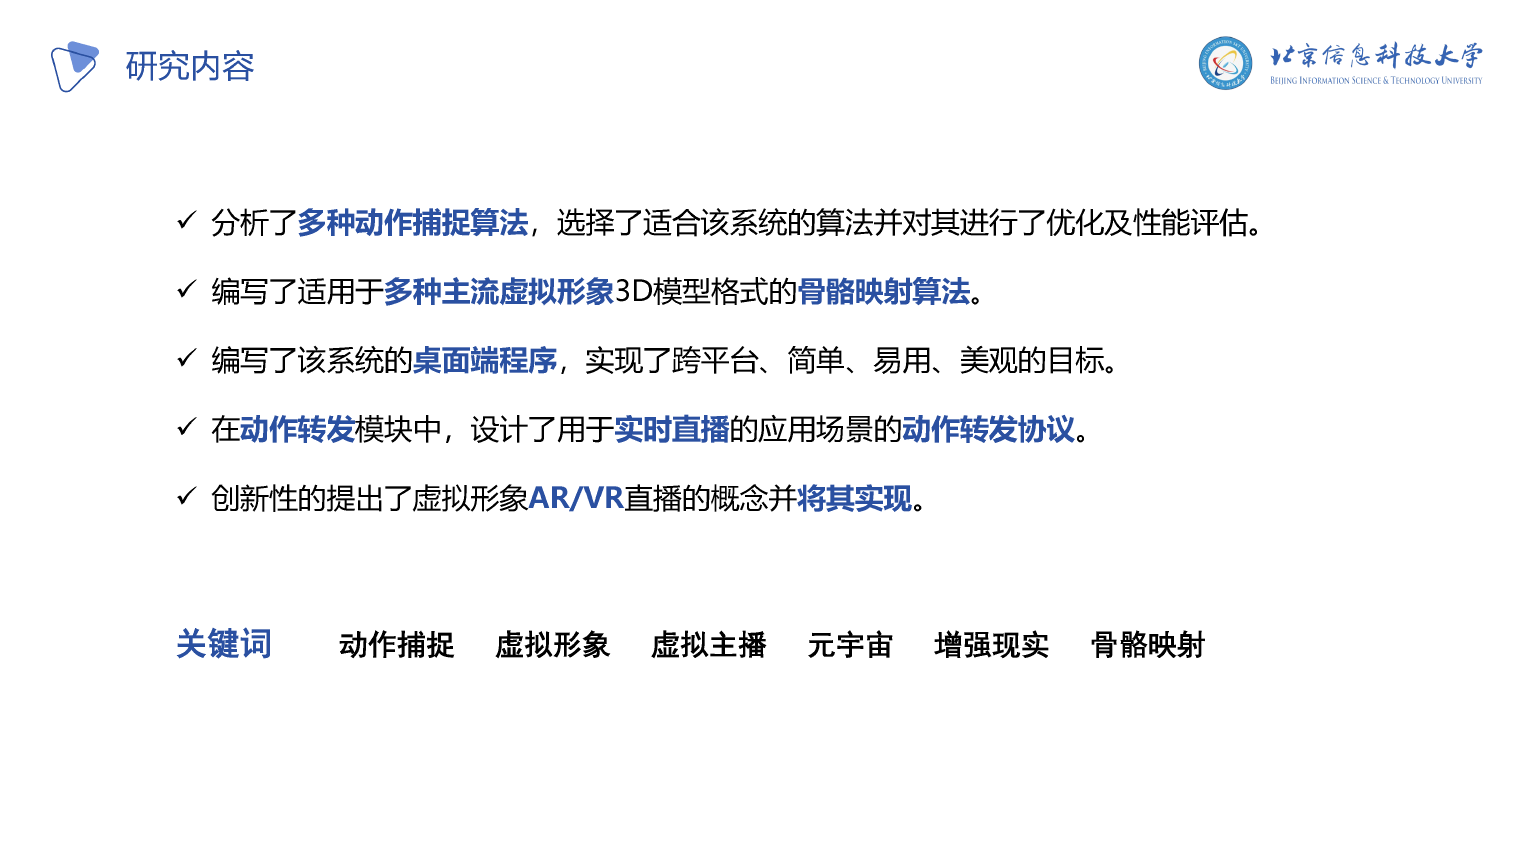 研究内容
北京信息科技大学
BEIJING INFORMATION SCIENCE & TECHNOLOGY UNIVERSITY
✓ 分析了多种动作捕捉算法，选择了适合该系统的算法并对其进行了优化及性能评估。
✓ 编写了适用于多种主流虚拟形象3D模型格式的骨骼映射算法。
✓ 编写了该系统的桌面端程序，实现了跨平台、简单、易用、美观的目标。
✓ 在动作转发模块中，设计了用于实时直播的应用场景的动作转发协议。
✓ 创新性的提出了虚拟形象AR/VR直播的概念并将其实现。
关键词 动作捕捉 虚拟形象 虚拟主播 元宇宙 增强现实 骨骼映射